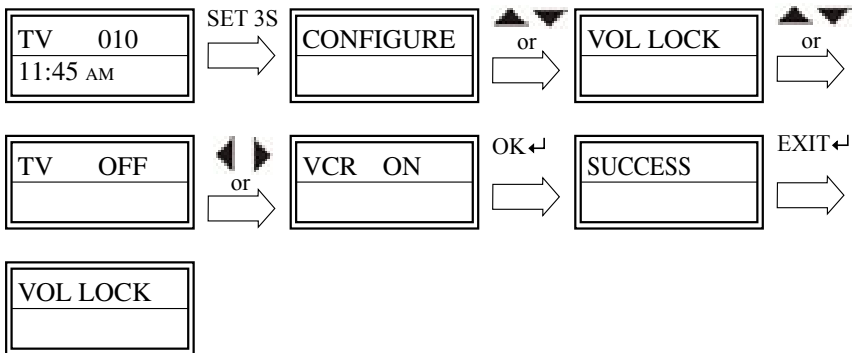 TV 010
11:45 AM
SET 3S
CONFIGURE
or
VOL LOCK
or
TV OFF
or
VCR ON
OK↵
SUCCESS
EXIT↵
VOL LOCK